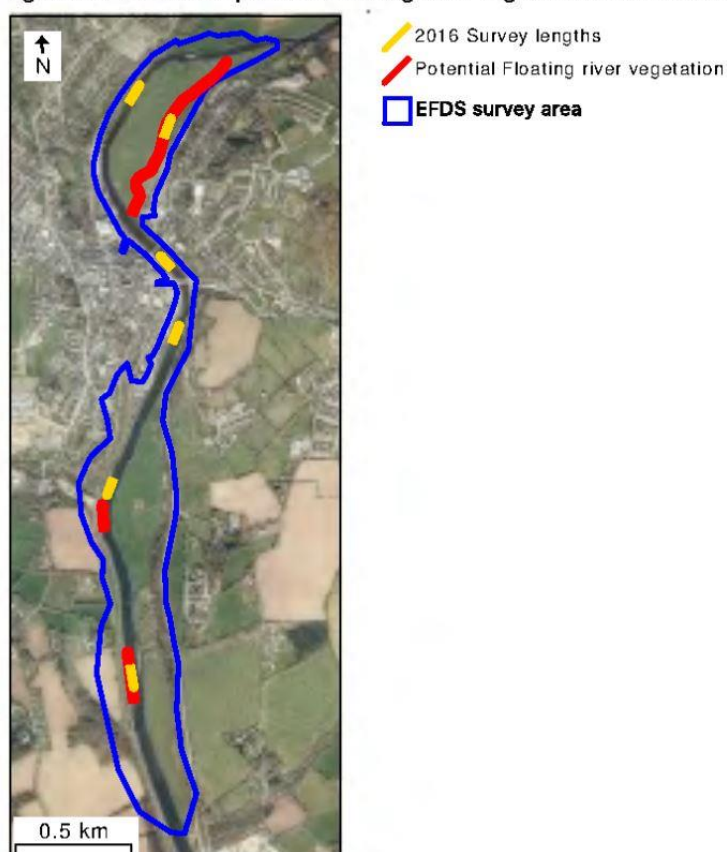 N
2016 Survey lengths
Potential Floating river vegetation
EFDS survey area
0.5 km